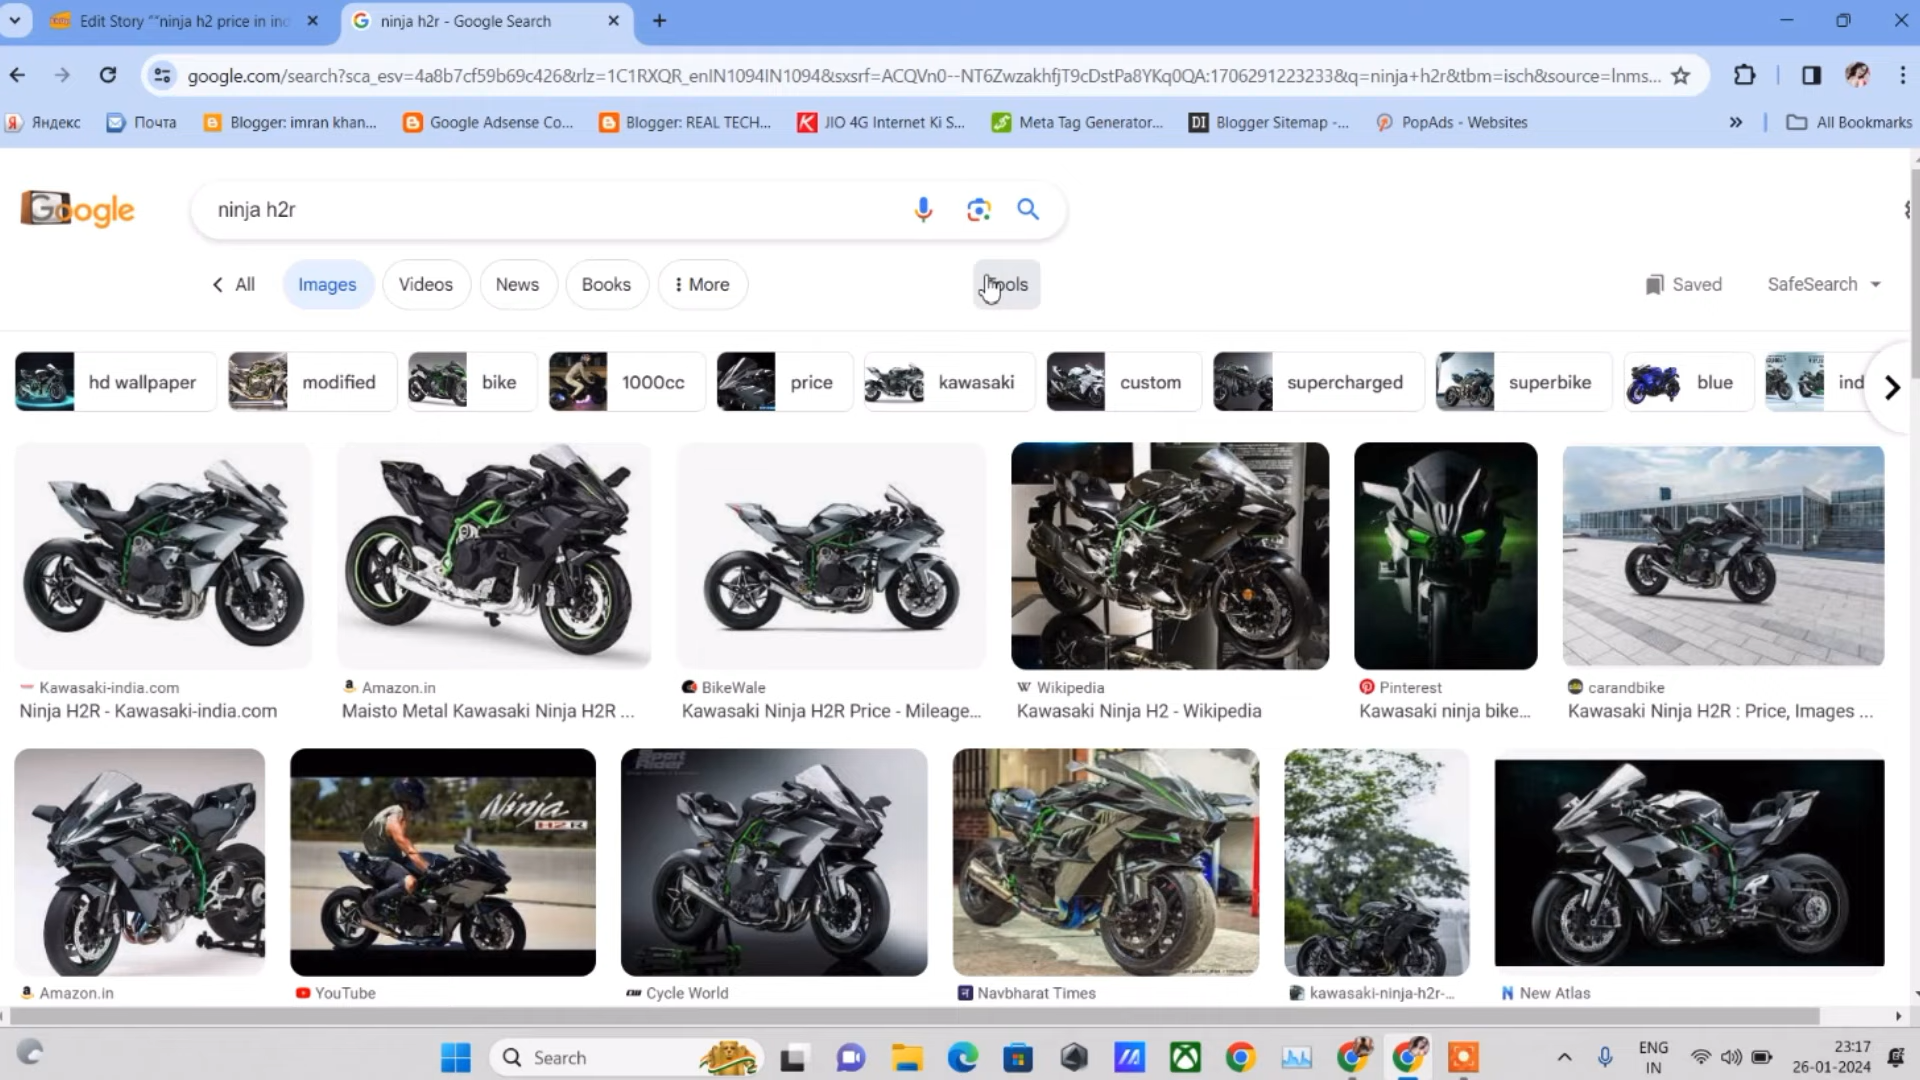 Edit Story "“ninja h2 price in ind
ninja h2r - Google Search
google.com/search?sca_esv=4a8b7cf59b69c426&rlz=1C1RXQR_enIN1094IN1094&sxsrf=ACQVn0--NT6ZwzakhfjT9cDstPa8YKq0QA:1706291223233&q=ninja+h2r&tbm=isch&source=lnms...
Яндекс Почта Blogger: imran khan... Google Adsense Co... Blogger: REAL TECH... JIO 4G Internet Ki S... Meta Tag Generator... Blogger Sitemap -... PopAds - Websites » All Bookmarks
Google
ninja h2r
All Images Videos News Books More Tools Saved SafeSearch
hd wallpaper modified bike 1000cc price kawasaki custom supercharged superbike blue ind
Kawasaki-india.com
Ninja H2R - Kawasaki-india.com
Amazon.in
Maisto Metal Kawasaki Ninja H2R ...
BikeWale
Kawasaki Ninja H2R Price - Mileage...
Wikipedia
Kawasaki Ninja H2 - Wikipedia
Pinterest
Kawasaki ninja bike...
carandbike
Kawasaki Ninja H2R : Price, Images ...
Ninja
H2R
Sport
Rider
Amazon.in
YouTube
Cycle World
Navbharat Times
kawasaki-ninja-h2r-...
New Atlas
Search
ENG
IN
23:17
26-01-2024